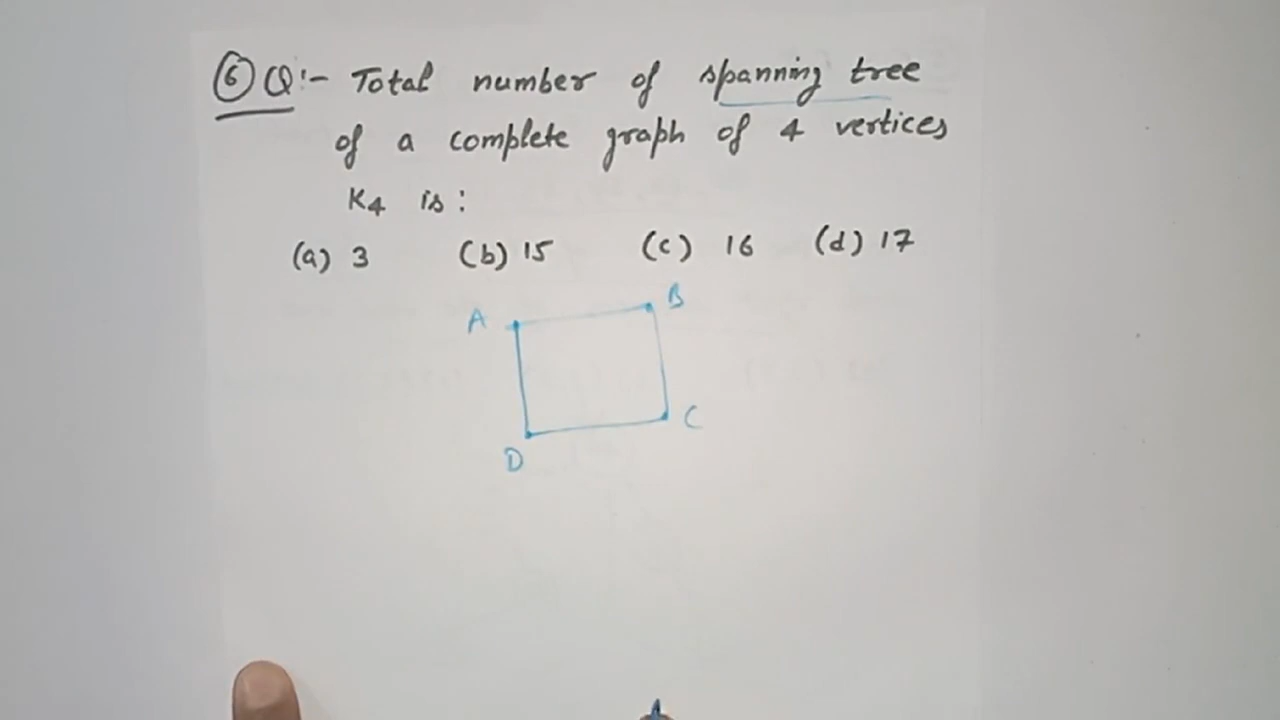 6 Q:- Total number of spanning tree
of a complete graph of 4 vertices
K4 is :
(a) 3 (b) 15 (c) 16 (d) 17
A B
D C